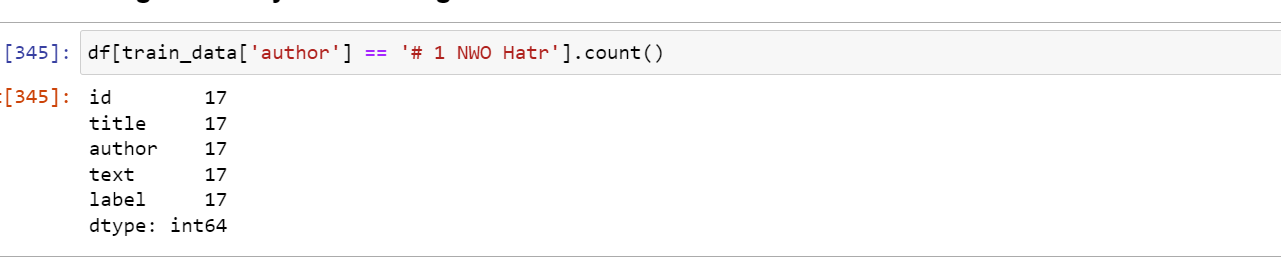 [345]: df[train_data['author'] == '# 1 NWO Hatr'].count()
[345]: id 17
title 17
author 17
text 17
label 17
dtype: int64